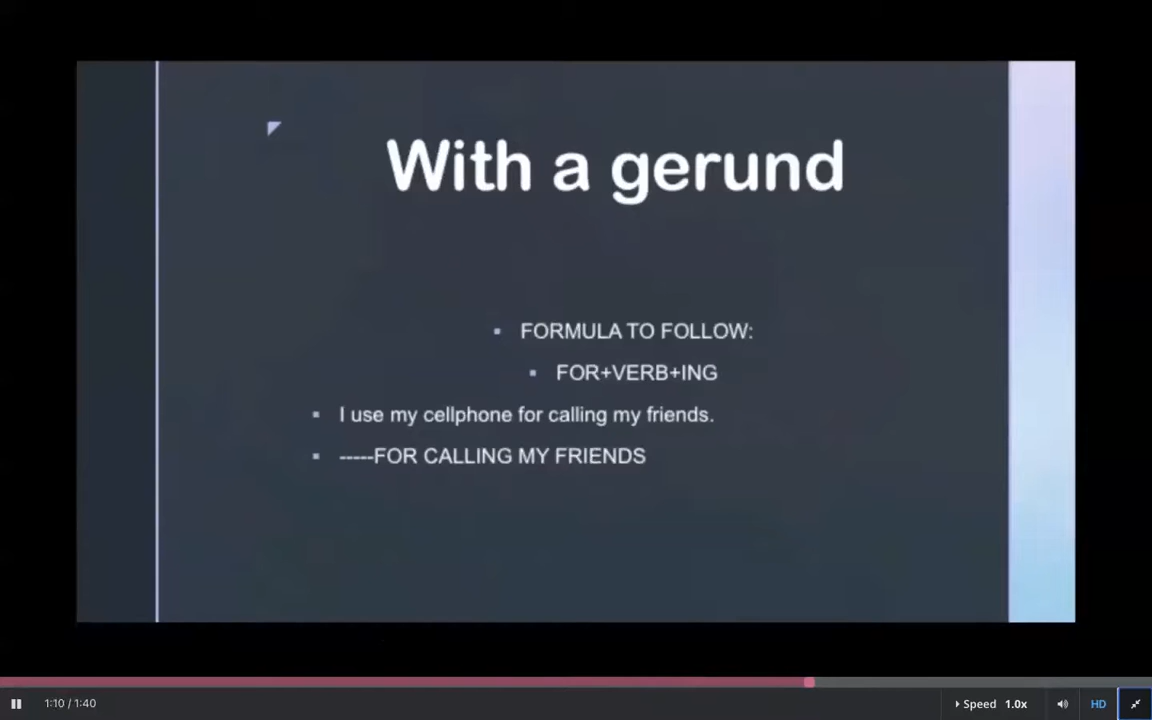 With a gerund
▪ FORMULA TO FOLLOW:
▪ FOR+VERB+ING
▪ I use my cellphone for calling my friends.
▪ -----FOR CALLING MY FRIENDS
1:10 / 1:40
Speed 1.0x
HD